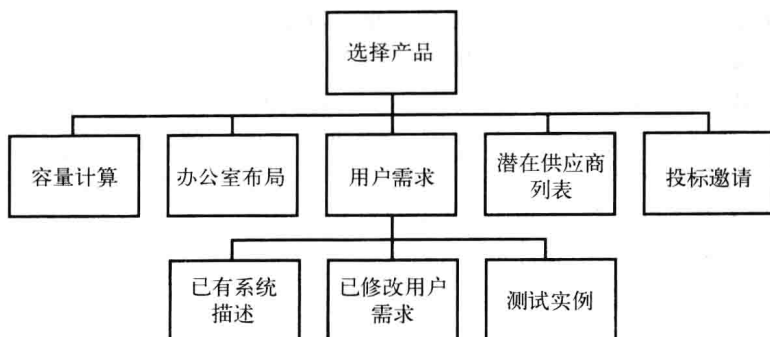 选择产品
容量计算
办公室布局
用户需求
潜在供应商
列表
投标邀请
已有系统
描述
已修改用户
需求
测试实例